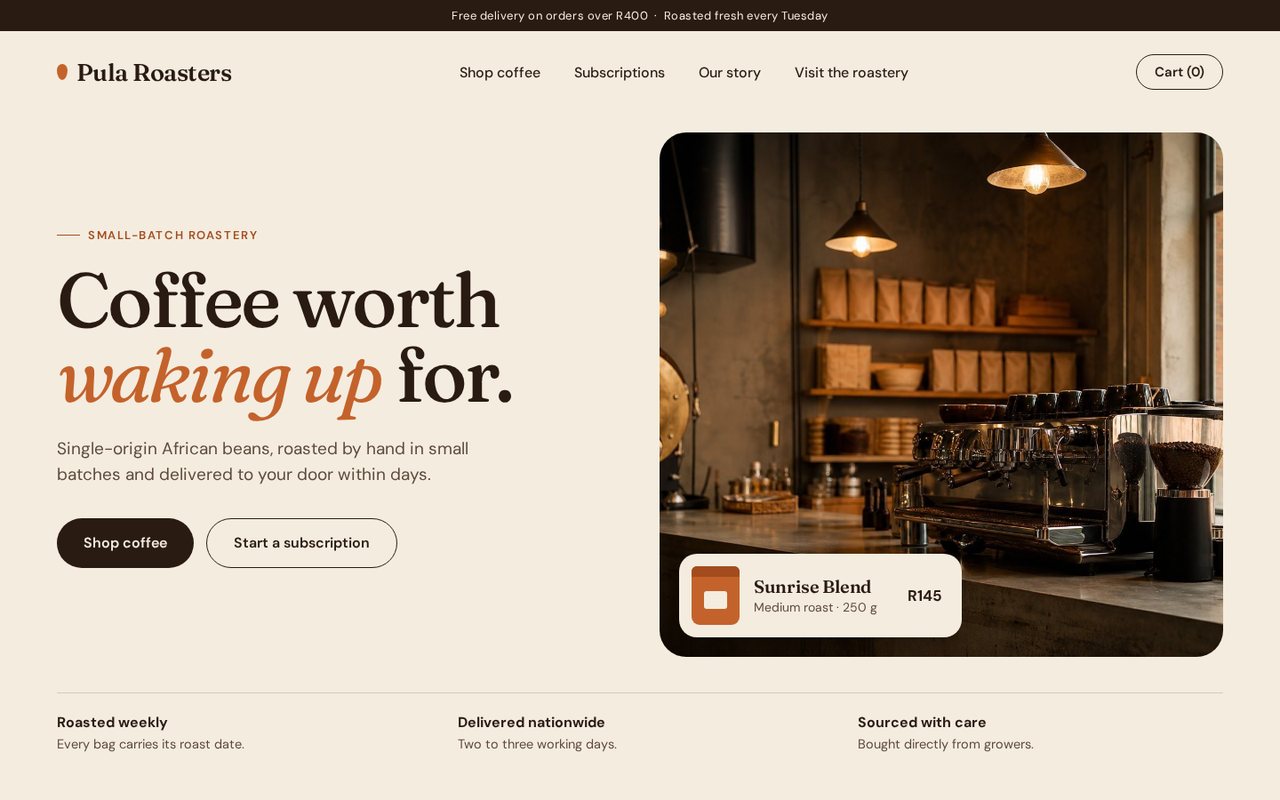 Free delivery on orders over R400 · Roasted fresh every Tuesday
Pula Roasters
Shop coffee
Subscriptions
Our story
Visit the roastery
Cart (0)
SMALL-BATCH ROASTERY
Coffee worth
waking up for.
Single-origin African beans, roasted by hand in small
batches and delivered to your door within days.
Shop coffee
Start a subscription
Sunrise Blend
Medium roast · 250 g
R145
Roasted weekly
Every bag carries its roast date.
Delivered nationwide
Two to three working days.
Sourced with care
Bought directly from growers.